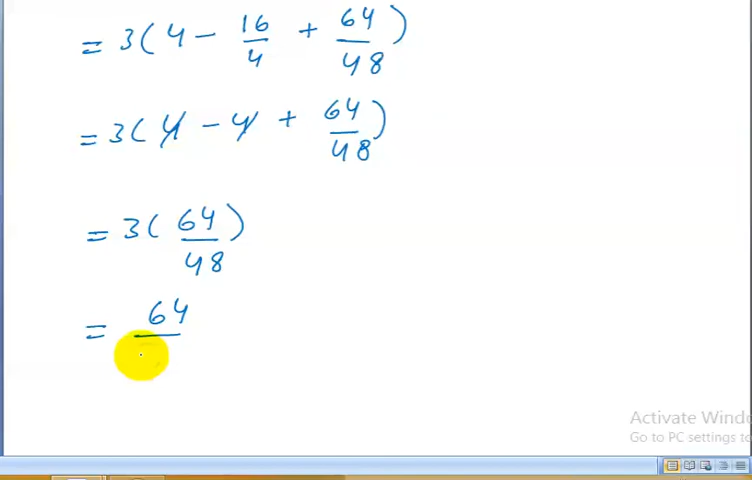 = 3(4 - 16/4 + 64/48)
= 3(4 - 4 + 64/48)
= 3(64/48)
= 64/
Activate Windo
Go to PC settings to